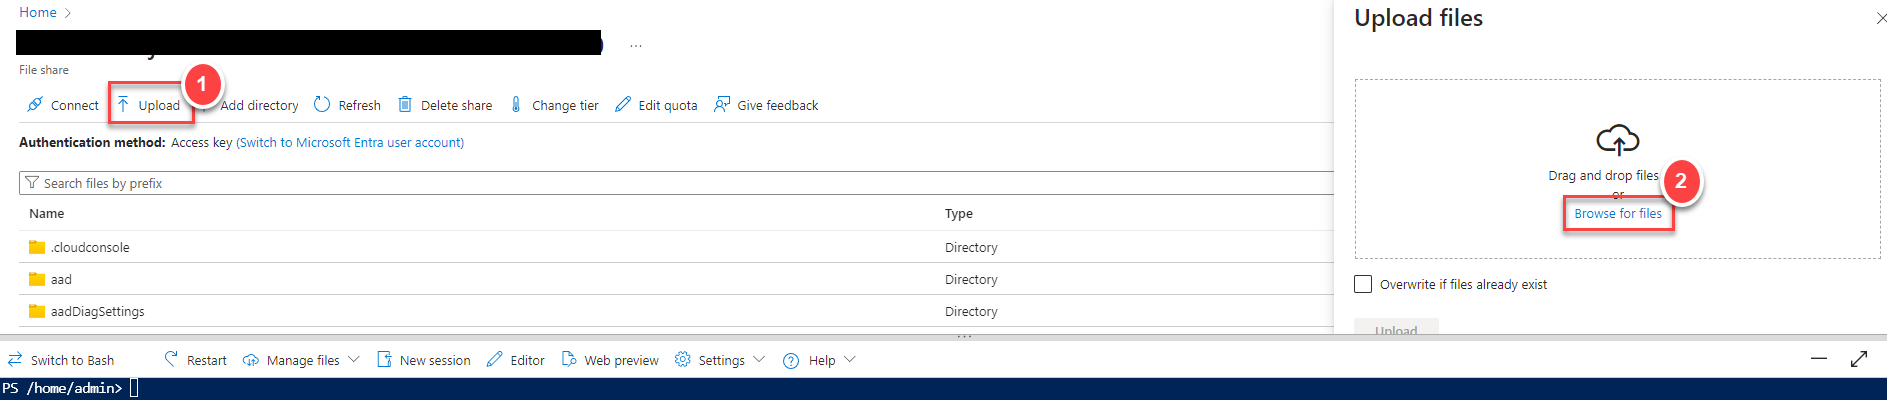 Home
Upload files
...
File share
1
Connect Upload Add directory Refresh Delete share Change tier Edit quota Give feedback
Authentication method: Access key (Switch to Microsoft Entra user account)
Search files by prefix
Name Type
.cloudconsole Directory
aad Directory
aadDiagSettings Directory
Drag and drop files
2
or
Browse for files
Overwrite if files already exist
Upload
Switch to Bash Restart Manage files New session Editor Web preview Settings Help
PS /home/admin>